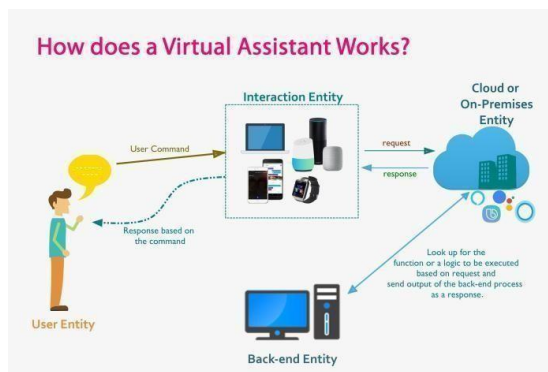 How does a Virtual Assistant Works?
Cloud or
On-Premises
Entity
Interaction Entity
User Command
request
response
Response based on
the command
Look up for the
function or a logic to be executed
based on request and
send output of the back-end process
as a response.
User Entity
Back-end Entity